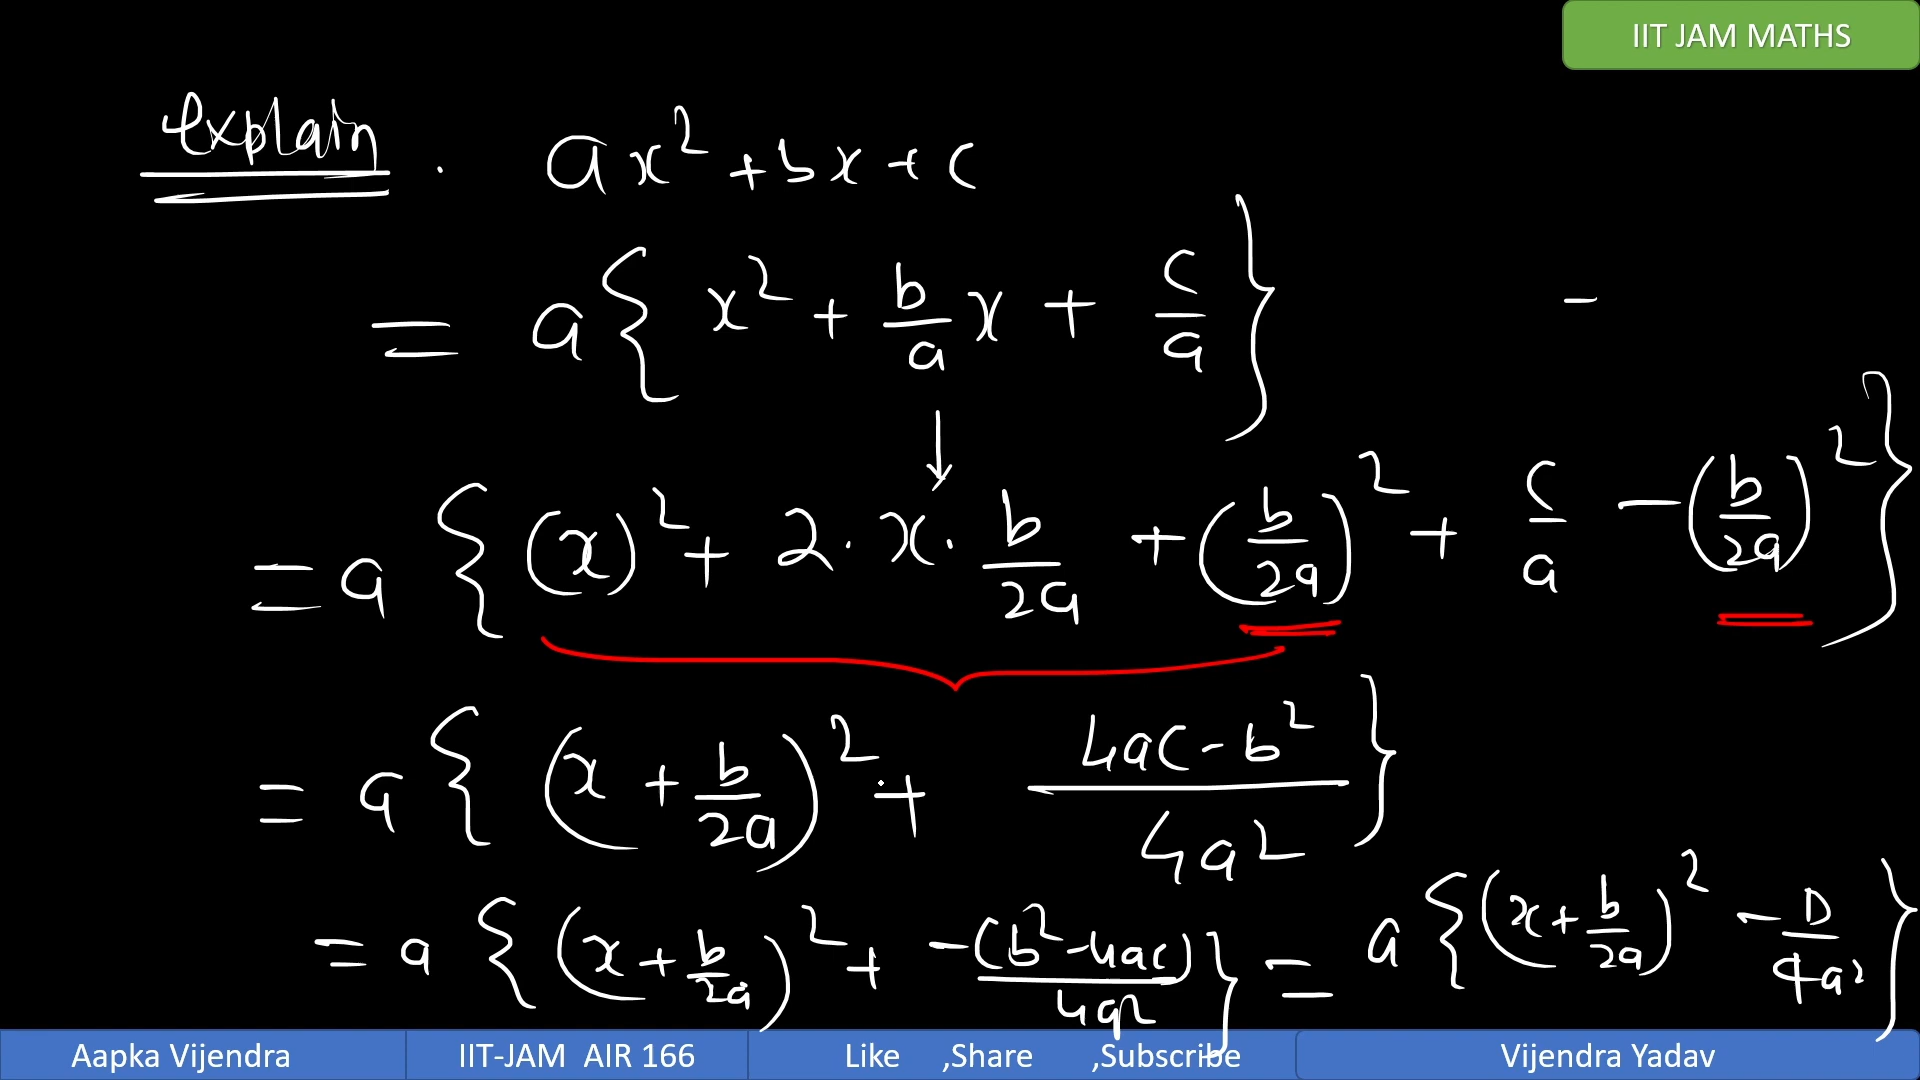 IIT JAM MATHS
explain . ax² + bx + c
= a{ x² + b/a x + c/a } -
= a { (x)² + 2 · x · b/2a + (b/2a)² + c/a - (b/2a)² }
= a { (x + b/2a)² + 4ac - b² / 4a² }
= a { (x + b/2a)² + -(b² - 4ac) / 4a² } = a { (x + b/2a)² - D/4a² }
Aapka Vijendra IIT-JAM AIR 166 Like ,Share ,Subscribe Vijendra Yadav